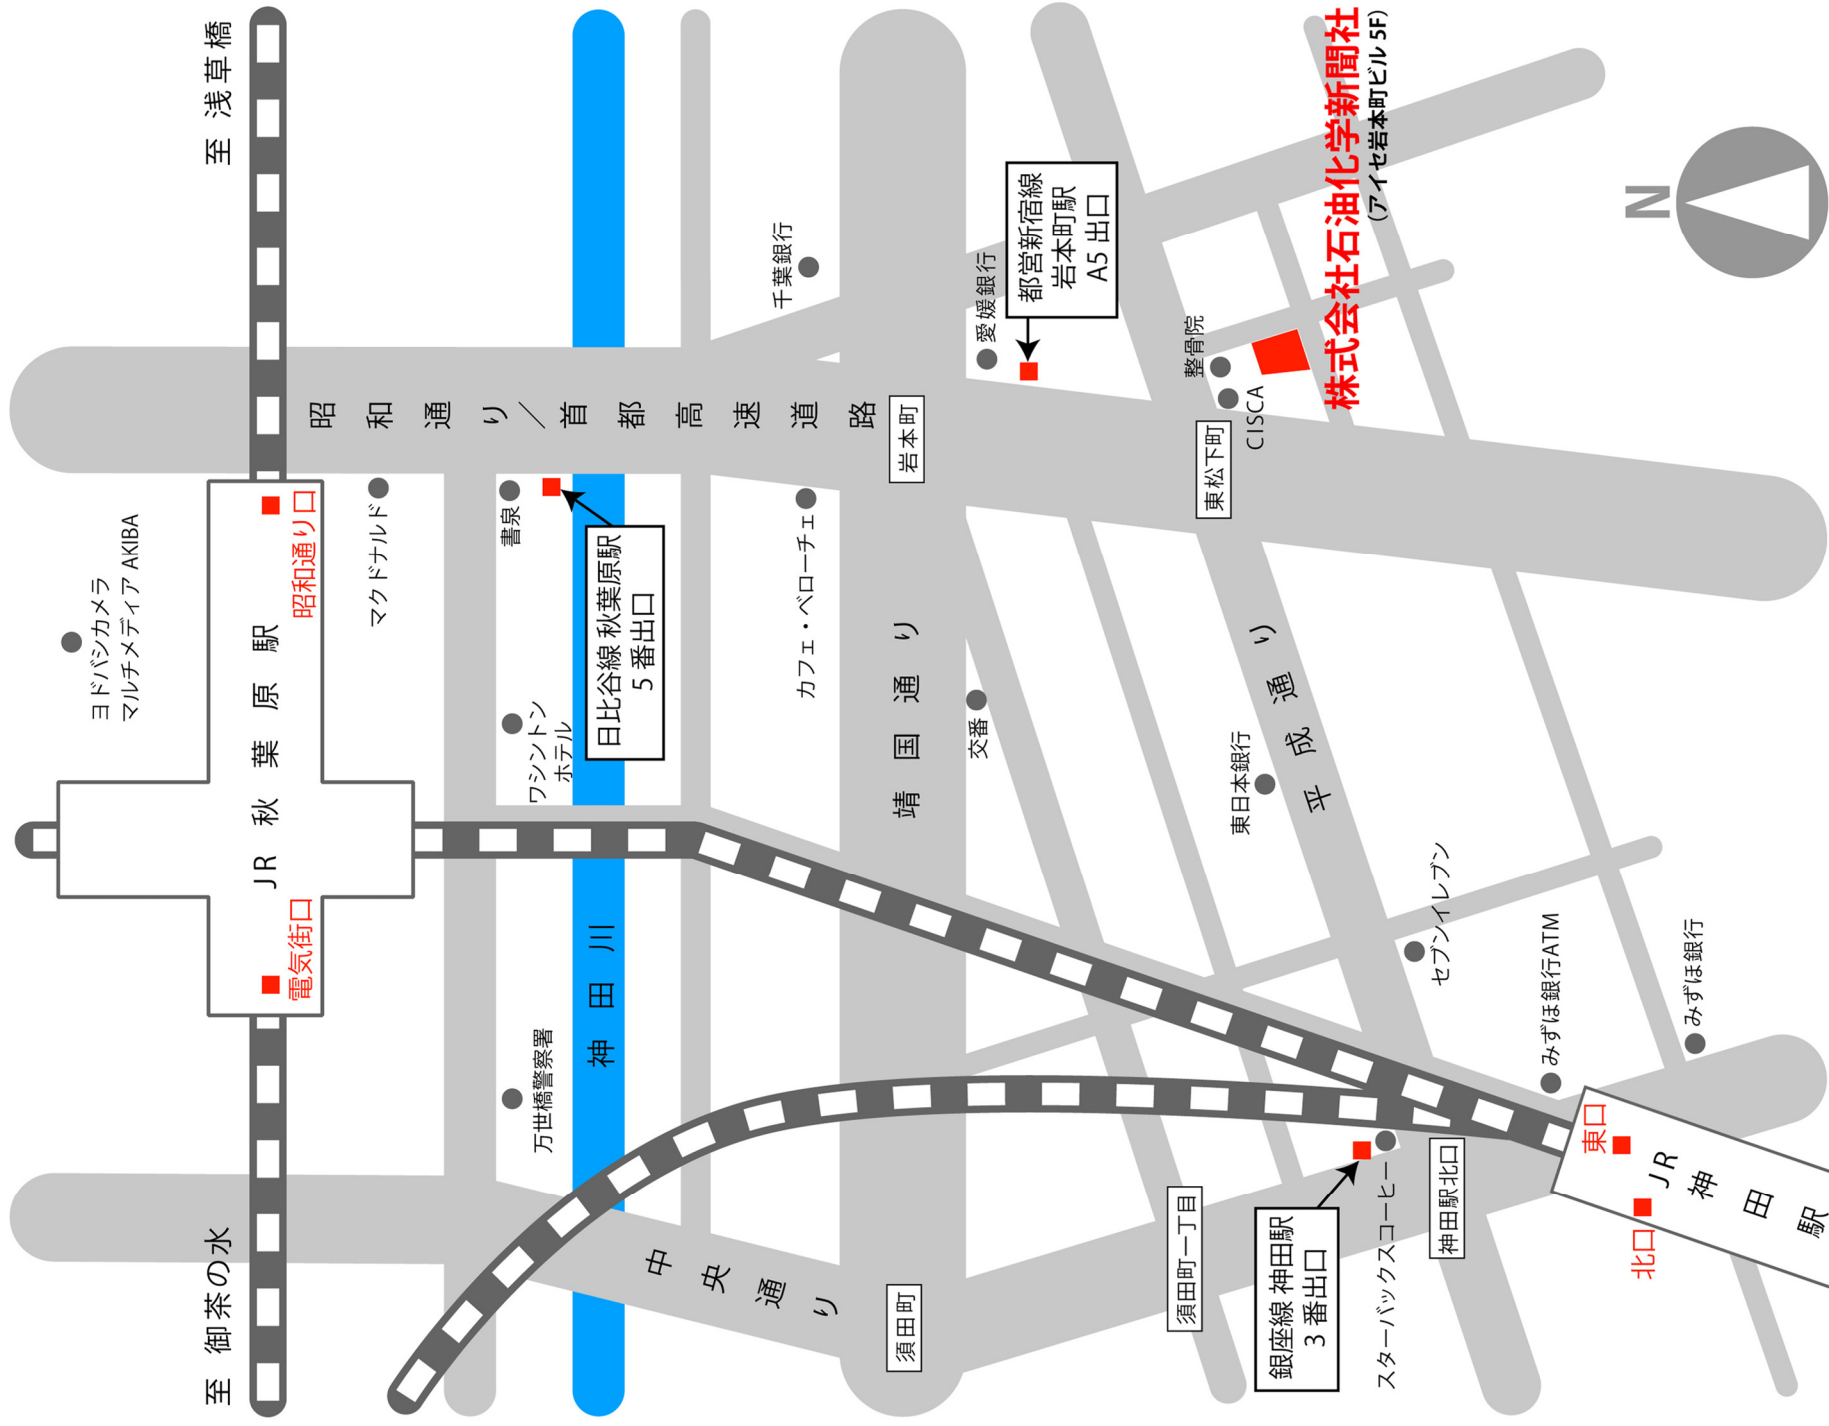 至 浅草橋
至 御茶の水
ヨドバシカメラ
マルチメディア AKIBA
JR 秋葉原駅
昭和通り口
電気街口
マクドナルド
昭和通り／首都高速道路
書泉
日比谷線 秋葉原駅
5 番出口
ワシントン
ホテル
万世橋警察署
神田川
千葉銀行
カフェ・ベローチェ
中央通り
靖国通り
岩本町
須田町
交番
愛媛銀行
都営新宿線
岩本町駅
A5 出口
整骨院
CISCA
東松下町
株式会社石油化学新聞社
(アイセ岩本町ビル 5F)
平成通り
東日本銀行
須田町一丁目
銀座線 神田駅
3 番出口
スターバックスコーヒー
神田駅北口
セブンイレブン
みずほ銀行ATM
みずほ銀行
東口
北口
JR 神田駅
N